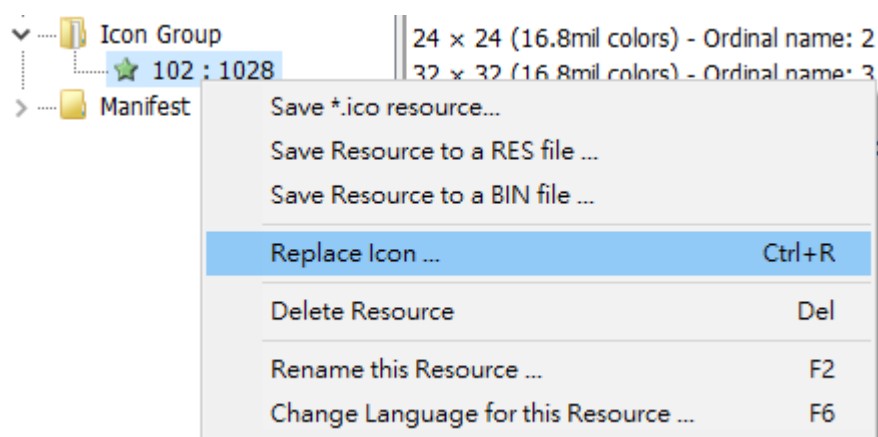 Icon Group
102 : 1028
Manifest
24 × 24 (16.8mil colors) - Ordinal name: 2
32 × 32 (16.8mil colors) - Ordinal name: 3
Save *.ico resource...
Save Resource to a RES file ...
Save Resource to a BIN file ...
Replace Icon ... Ctrl+R
Delete Resource Del
Rename this Resource ... F2
Change Language for this Resource ... F6